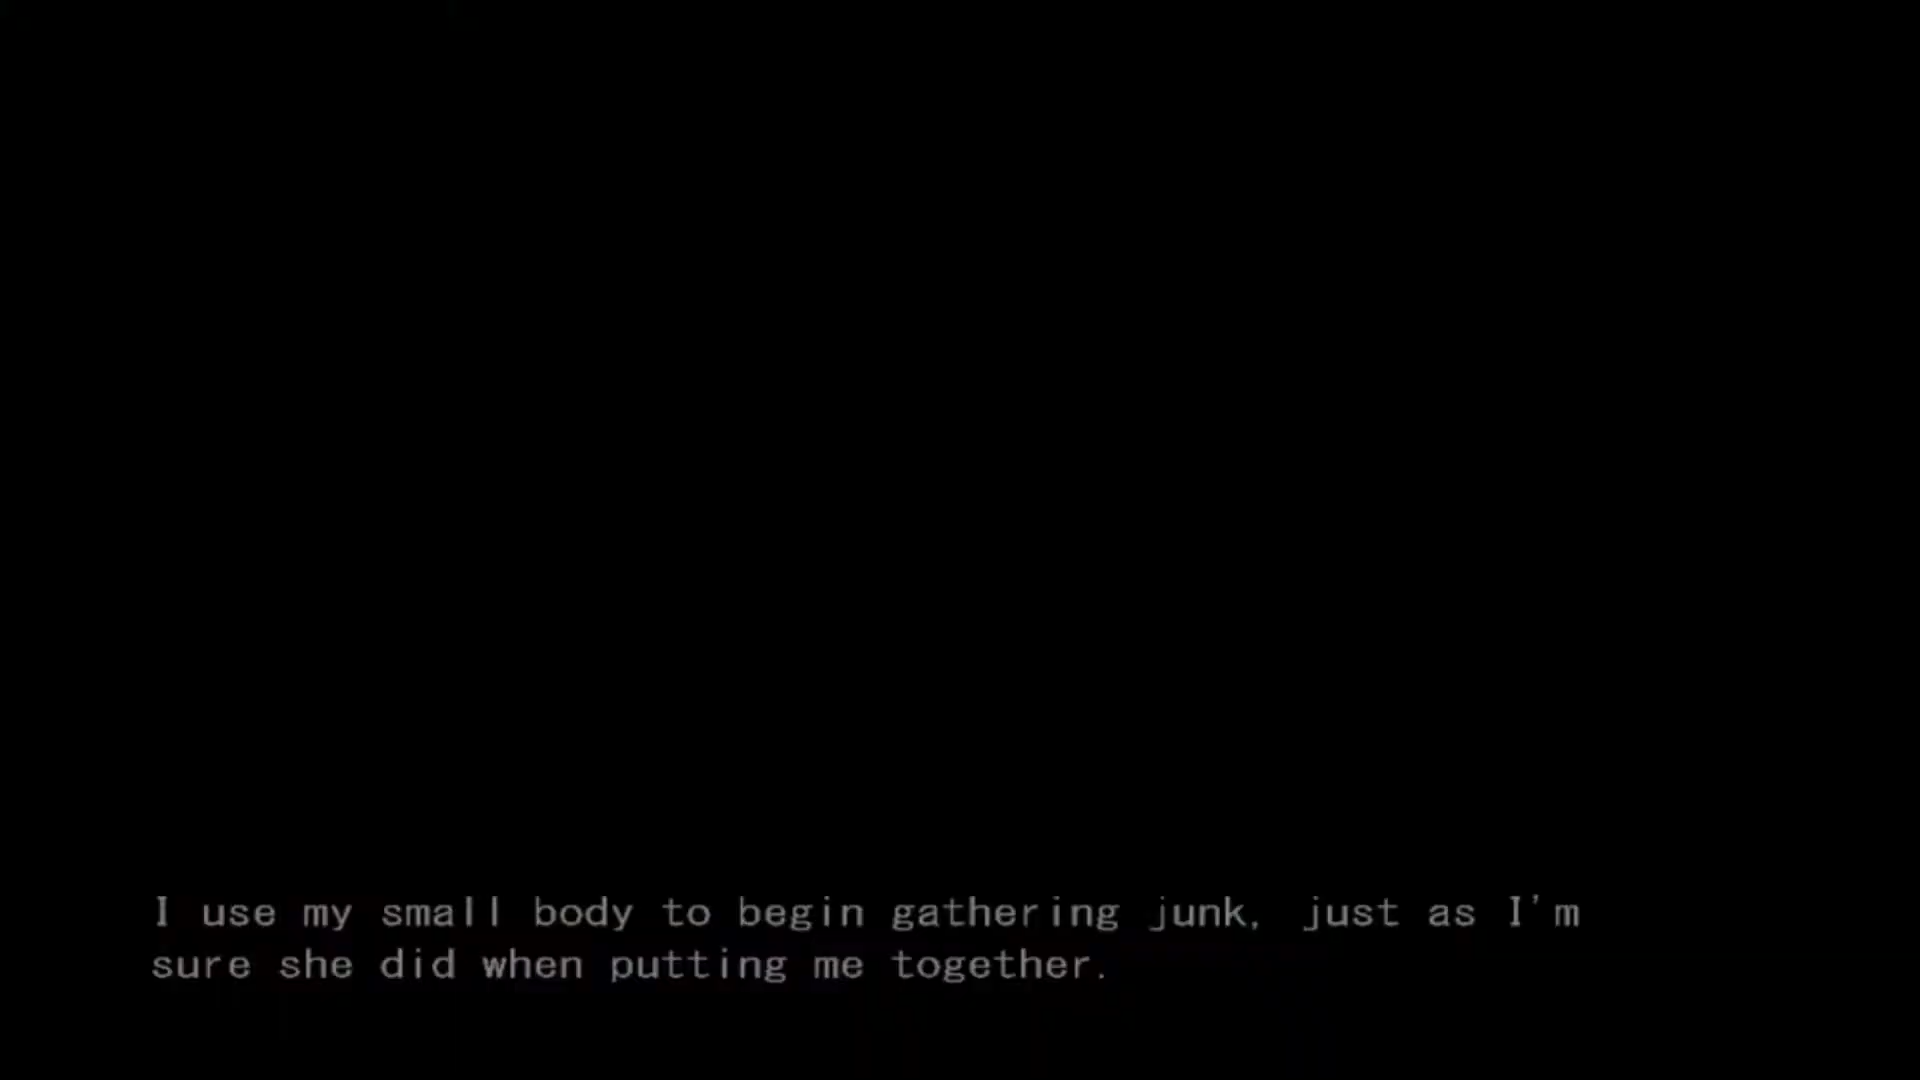 I use my small body to begin gathering junk, just as I'm
sure she did when putting me together.